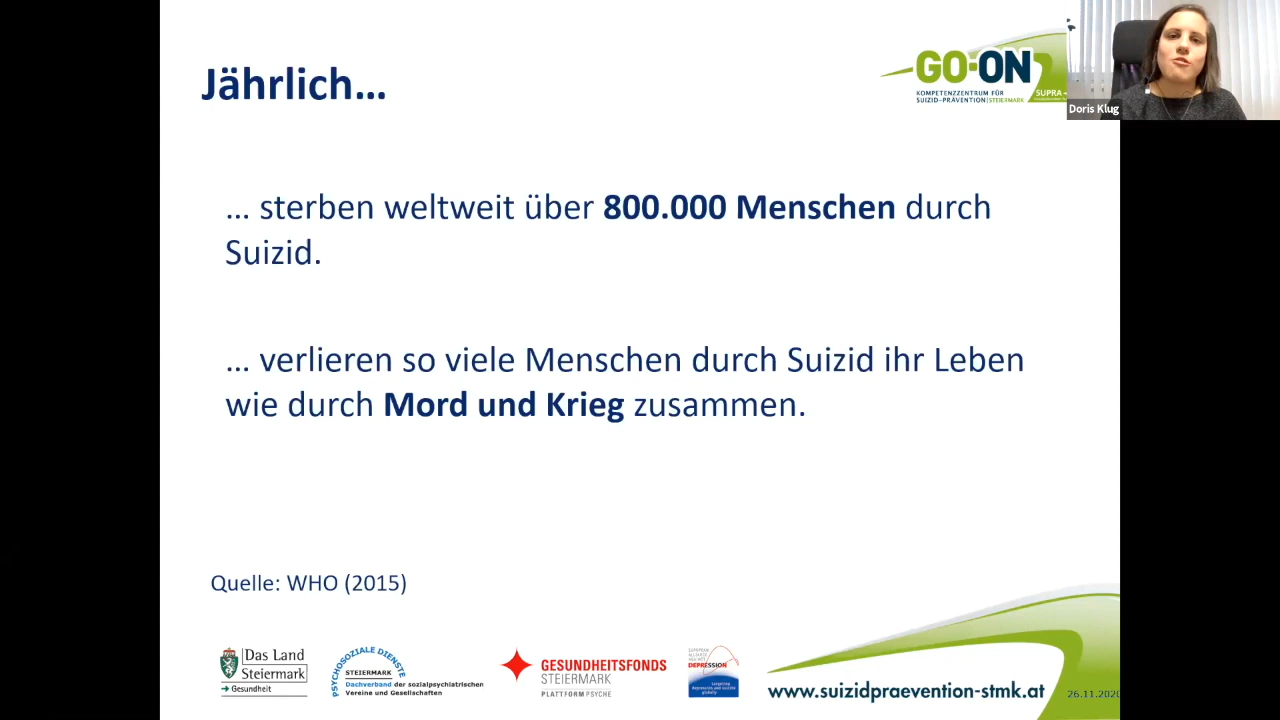 Jährlich...
GO-ON
KOMPETENZZENTRUM FÜR
SUIZID-PRÄVENTION|STEIERMARK
SUPRA -
Doris Klug
... sterben weltweit über 800.000 Menschen durch
Suizid.
... verlieren so viele Menschen durch Suizid ihr Leben
wie durch Mord und Krieg zusammen.
Quelle: WHO (2015)
Das Land
Steiermark
Gesundheit
PSYCHOSOZIALE DIENSTE
STEIERMARK
Dachverband der sozialpsychiatrischen
Vereine und Gesellschaften
GESUNDHEITSFONDS
STEIERMARK
PLATTFORM PSYCHE
EUROPEAN
DEPRESSION
www.suizidpraevention-stmk.at
26.11.2020